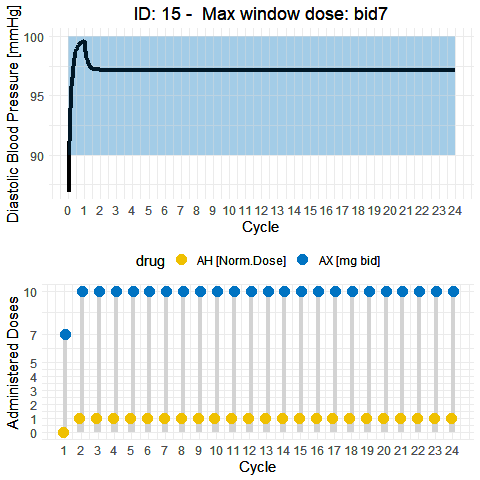 ID: 15 - Max window dose: bid7
Diastolic Blood Pressure [mmHg]
100
95
90
0 1 2 3 4 5 6 7 8 9 10 11 12 13 14 15 16 17 18 19 20 21 22 23 24
Cycle
drug AH [Norm.Dose] AX [mg bid]
Administered Doses
10
7
5
4
3
2
1
0
1 2 3 4 5 6 7 8 9 10 11 12 13 14 15 16 17 18 19 20 21 22 23 24
Cycle